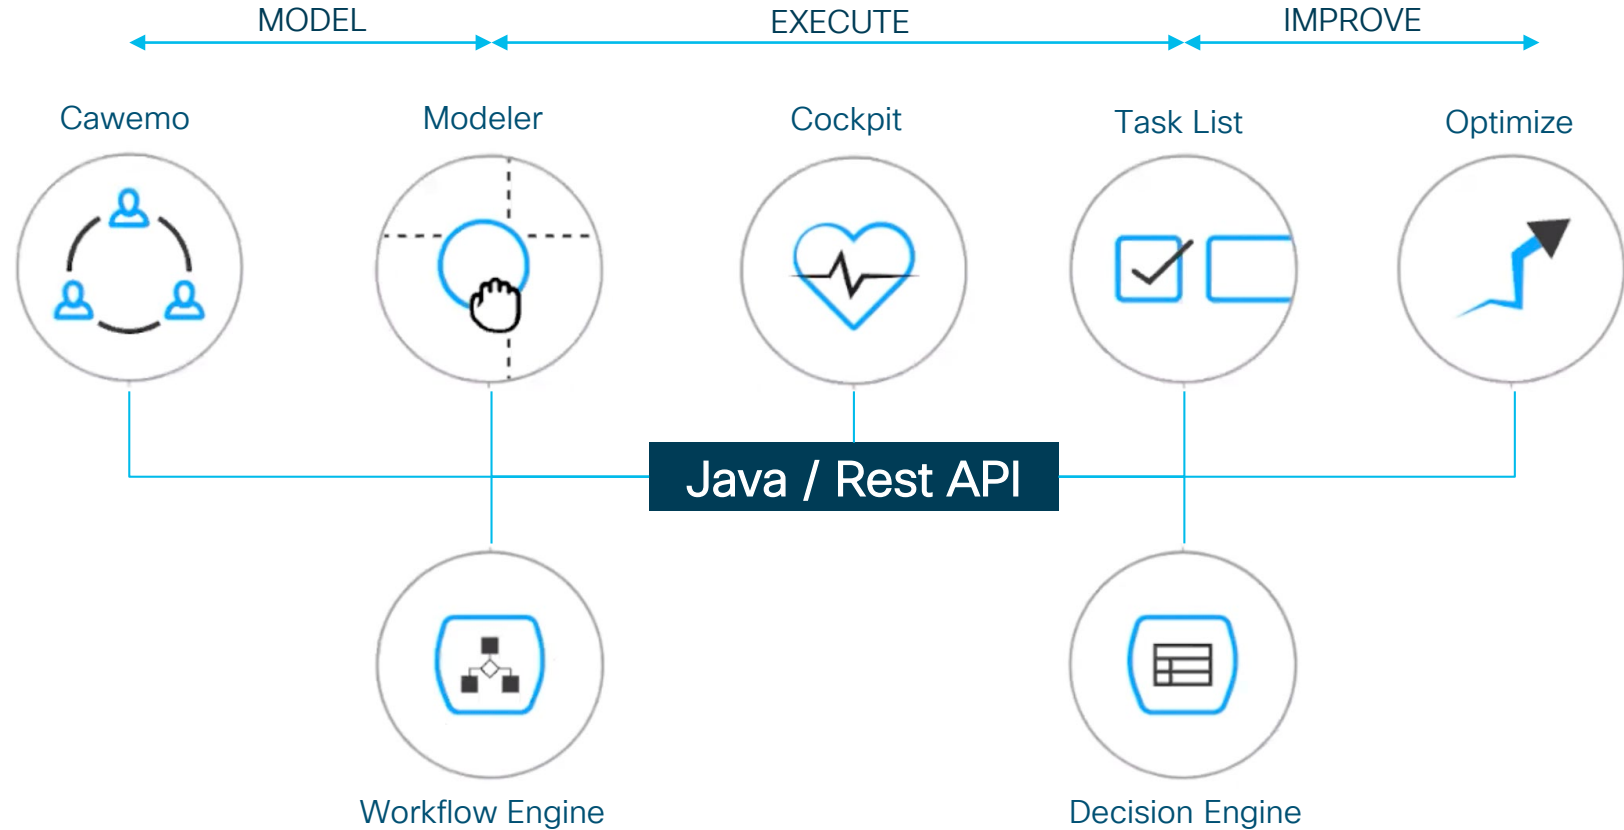 MODEL
EXECUTE
IMPROVE
Cawemo
Modeler
Cockpit
Task List
Optimize
Java / Rest API
Workflow Engine
Decision Engine